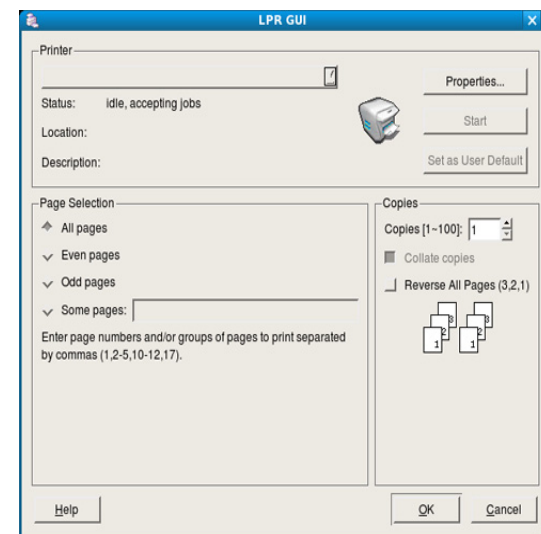 LPR GUI
Printer
Properties...
Status: idle, accepting jobs
Start
Location:
Description:
Set as User Default
Page Selection
All pages
Even pages
Odd pages
Some pages:
Enter page numbers and/or groups of pages to print separated
by commas (1,2-5,10-12,17).
Copies
Copies [1~100]: 1
Collate copies
Reverse All Pages (3,2,1)
3 3
2 2
1 1
Help
OK
Cancel